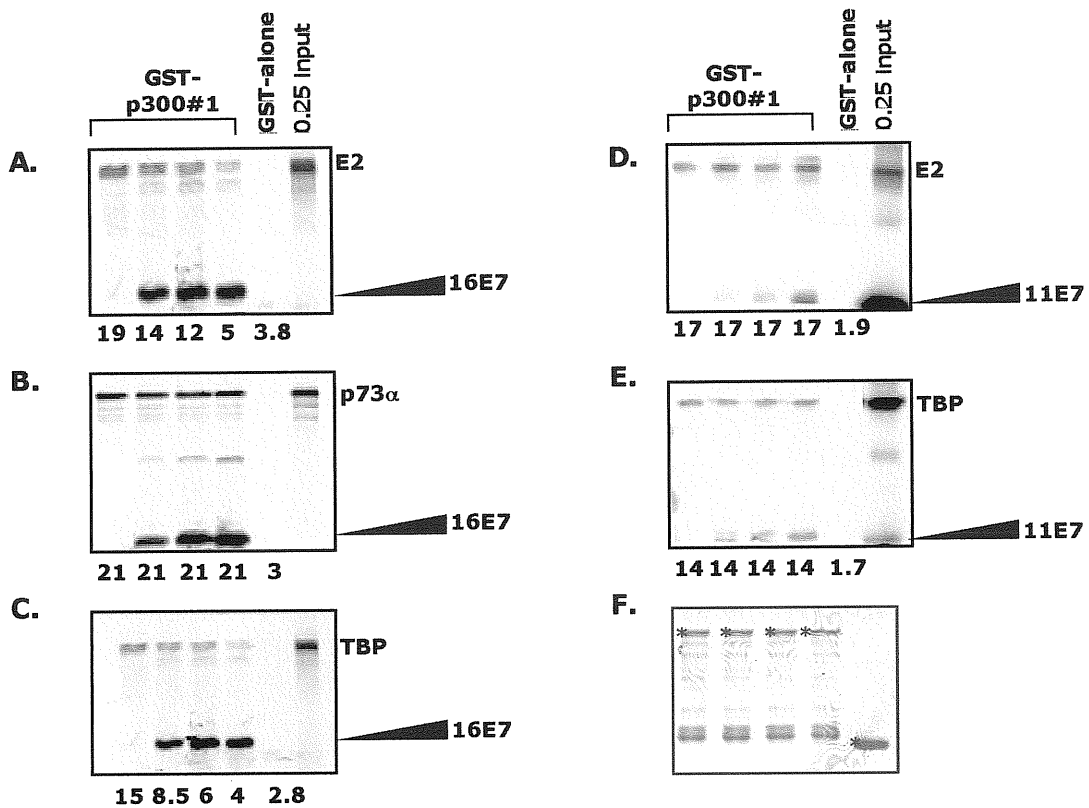 GST-
p300#1
GST-alone
0.25 Input
A.
E2
16E7
19 14 12 5 3.8
B.
p73α
16E7
21 21 21 21 3
C.
TBP
16E7
15 8.5 6 4 2.8
GST-
p300#1
GST-alone
0.25 Input
D.
E2
11E7
17 17 17 17 1.9
E.
TBP
11E7
14 14 14 14 1.7
F.
* * * *
*